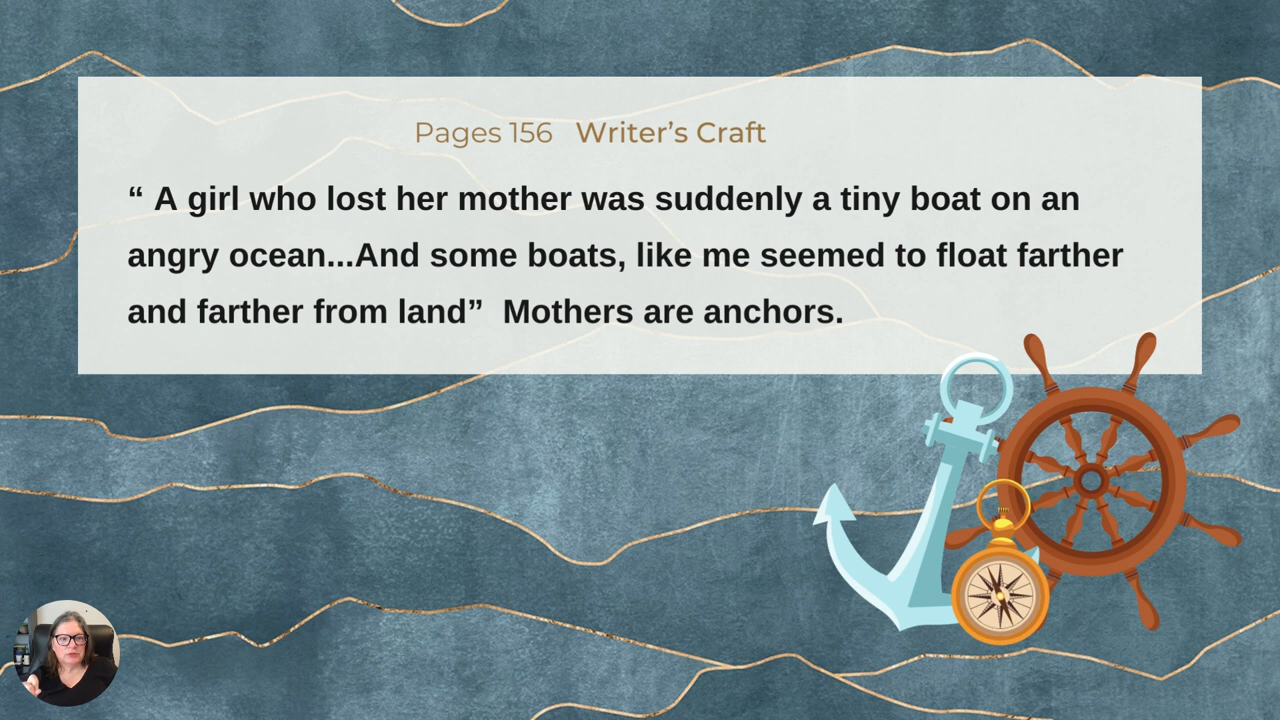 Pages 156 Writer’s Craft
“ A girl who lost her mother was suddenly a tiny boat on an
angry ocean...And some boats, like me seemed to float farther
and farther from land” Mothers are anchors.